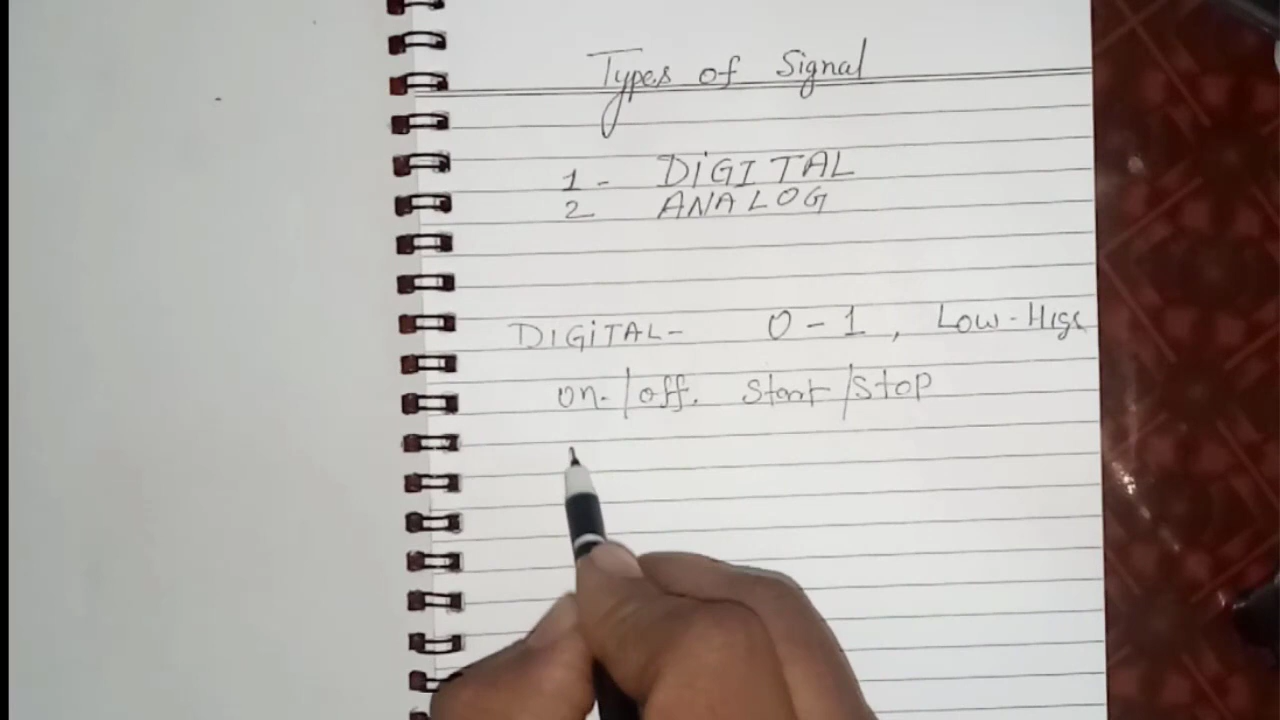 Types of Signal
1 - DIGITAL
2 ANALOG
DIGITAL - 0 - 1 , Low - High
on. / off. Start / Stop